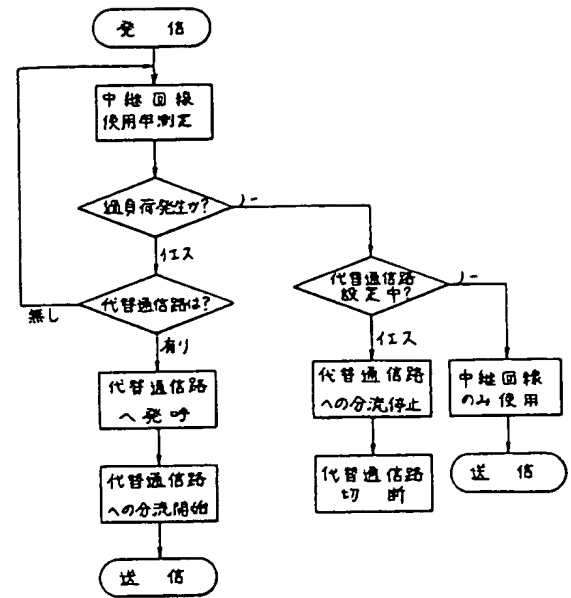 発信
中継回線
使用率測定
過負荷発生か?
ノー
イエス
代替通信路は?
無し
有り
代替通信路
へ発呼
代替通信路
への分流開始
送信
代替通信路
設定中?
ノー
イエス
代替通信路
への分流停止
代替通信路
切断
中継回線
のみ使用
送信